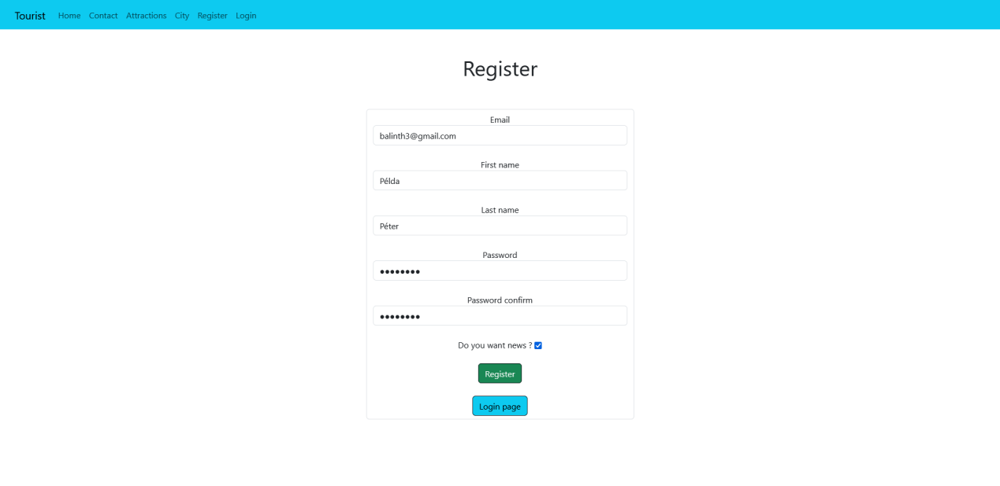 Tourist Home Contact Attractions City Register Login
Register
Email
balinth3@gmail.com
First name
Példa
Last name
Péter
Password
●●●●●●●●
Password confirm
●●●●●●●●
Do you want news ?
Register
Login page